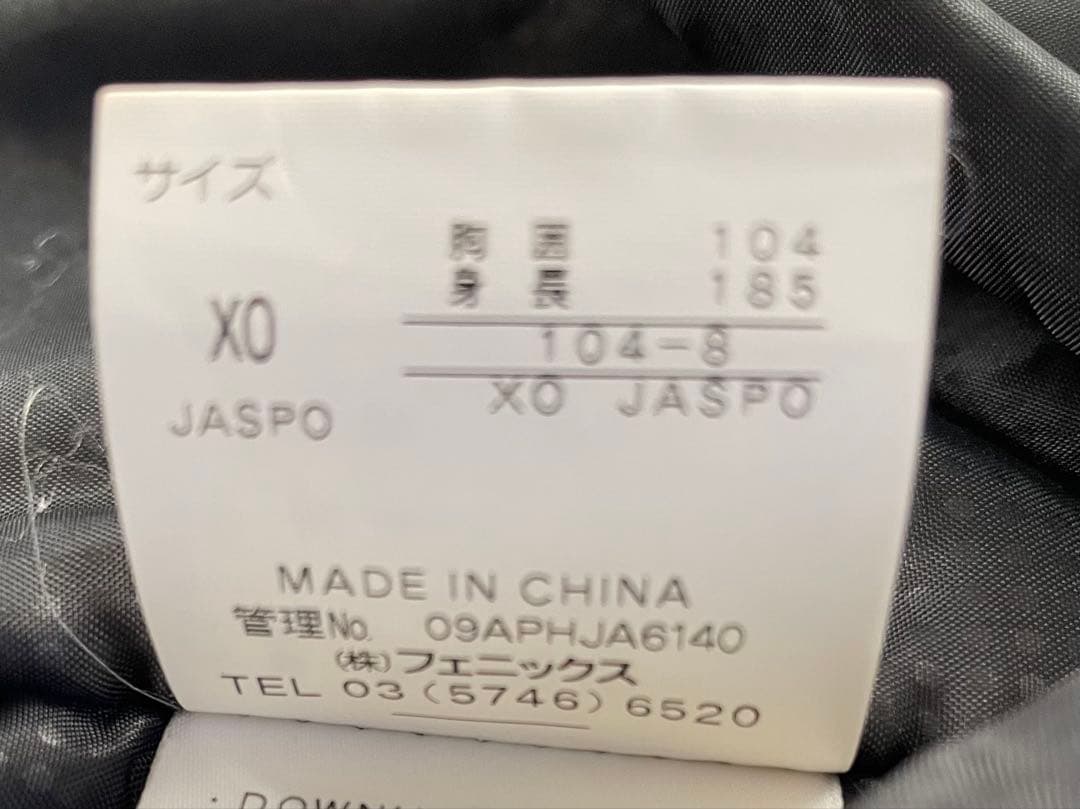 サイズ
胸囲 104
身長 185
XO
104-8
JASPO
XO JASPO
MADE IN CHINA
管理No. 09APHJA6140
(株)フェニックス
TEL 03(5746)6520